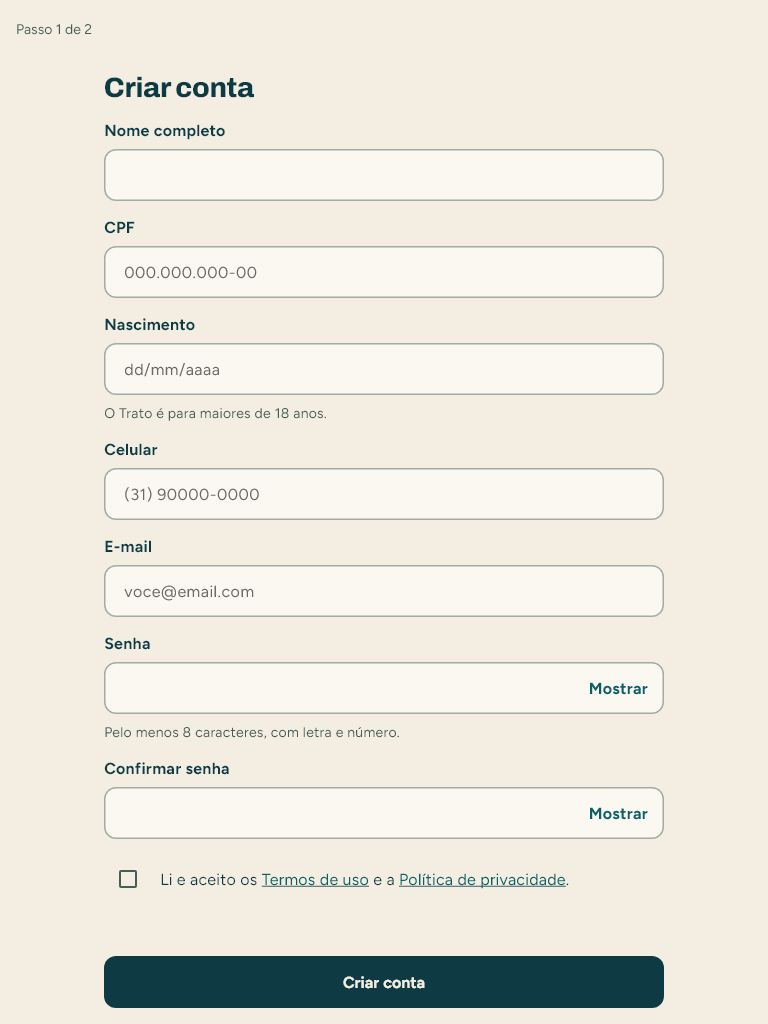 Passo 1 de 2
Criar conta
Nome completo
CPF
000.000.000-00
Nascimento
dd/mm/aaaa
O Trato é para maiores de 18 anos.
Celular
(31) 90000-0000
E-mail
voce@email.com
Senha
Mostrar
Pelo menos 8 caracteres, com letra e número.
Confirmar senha
Mostrar
Li e aceito os Termos de uso e a Política de privacidade.
Criar conta